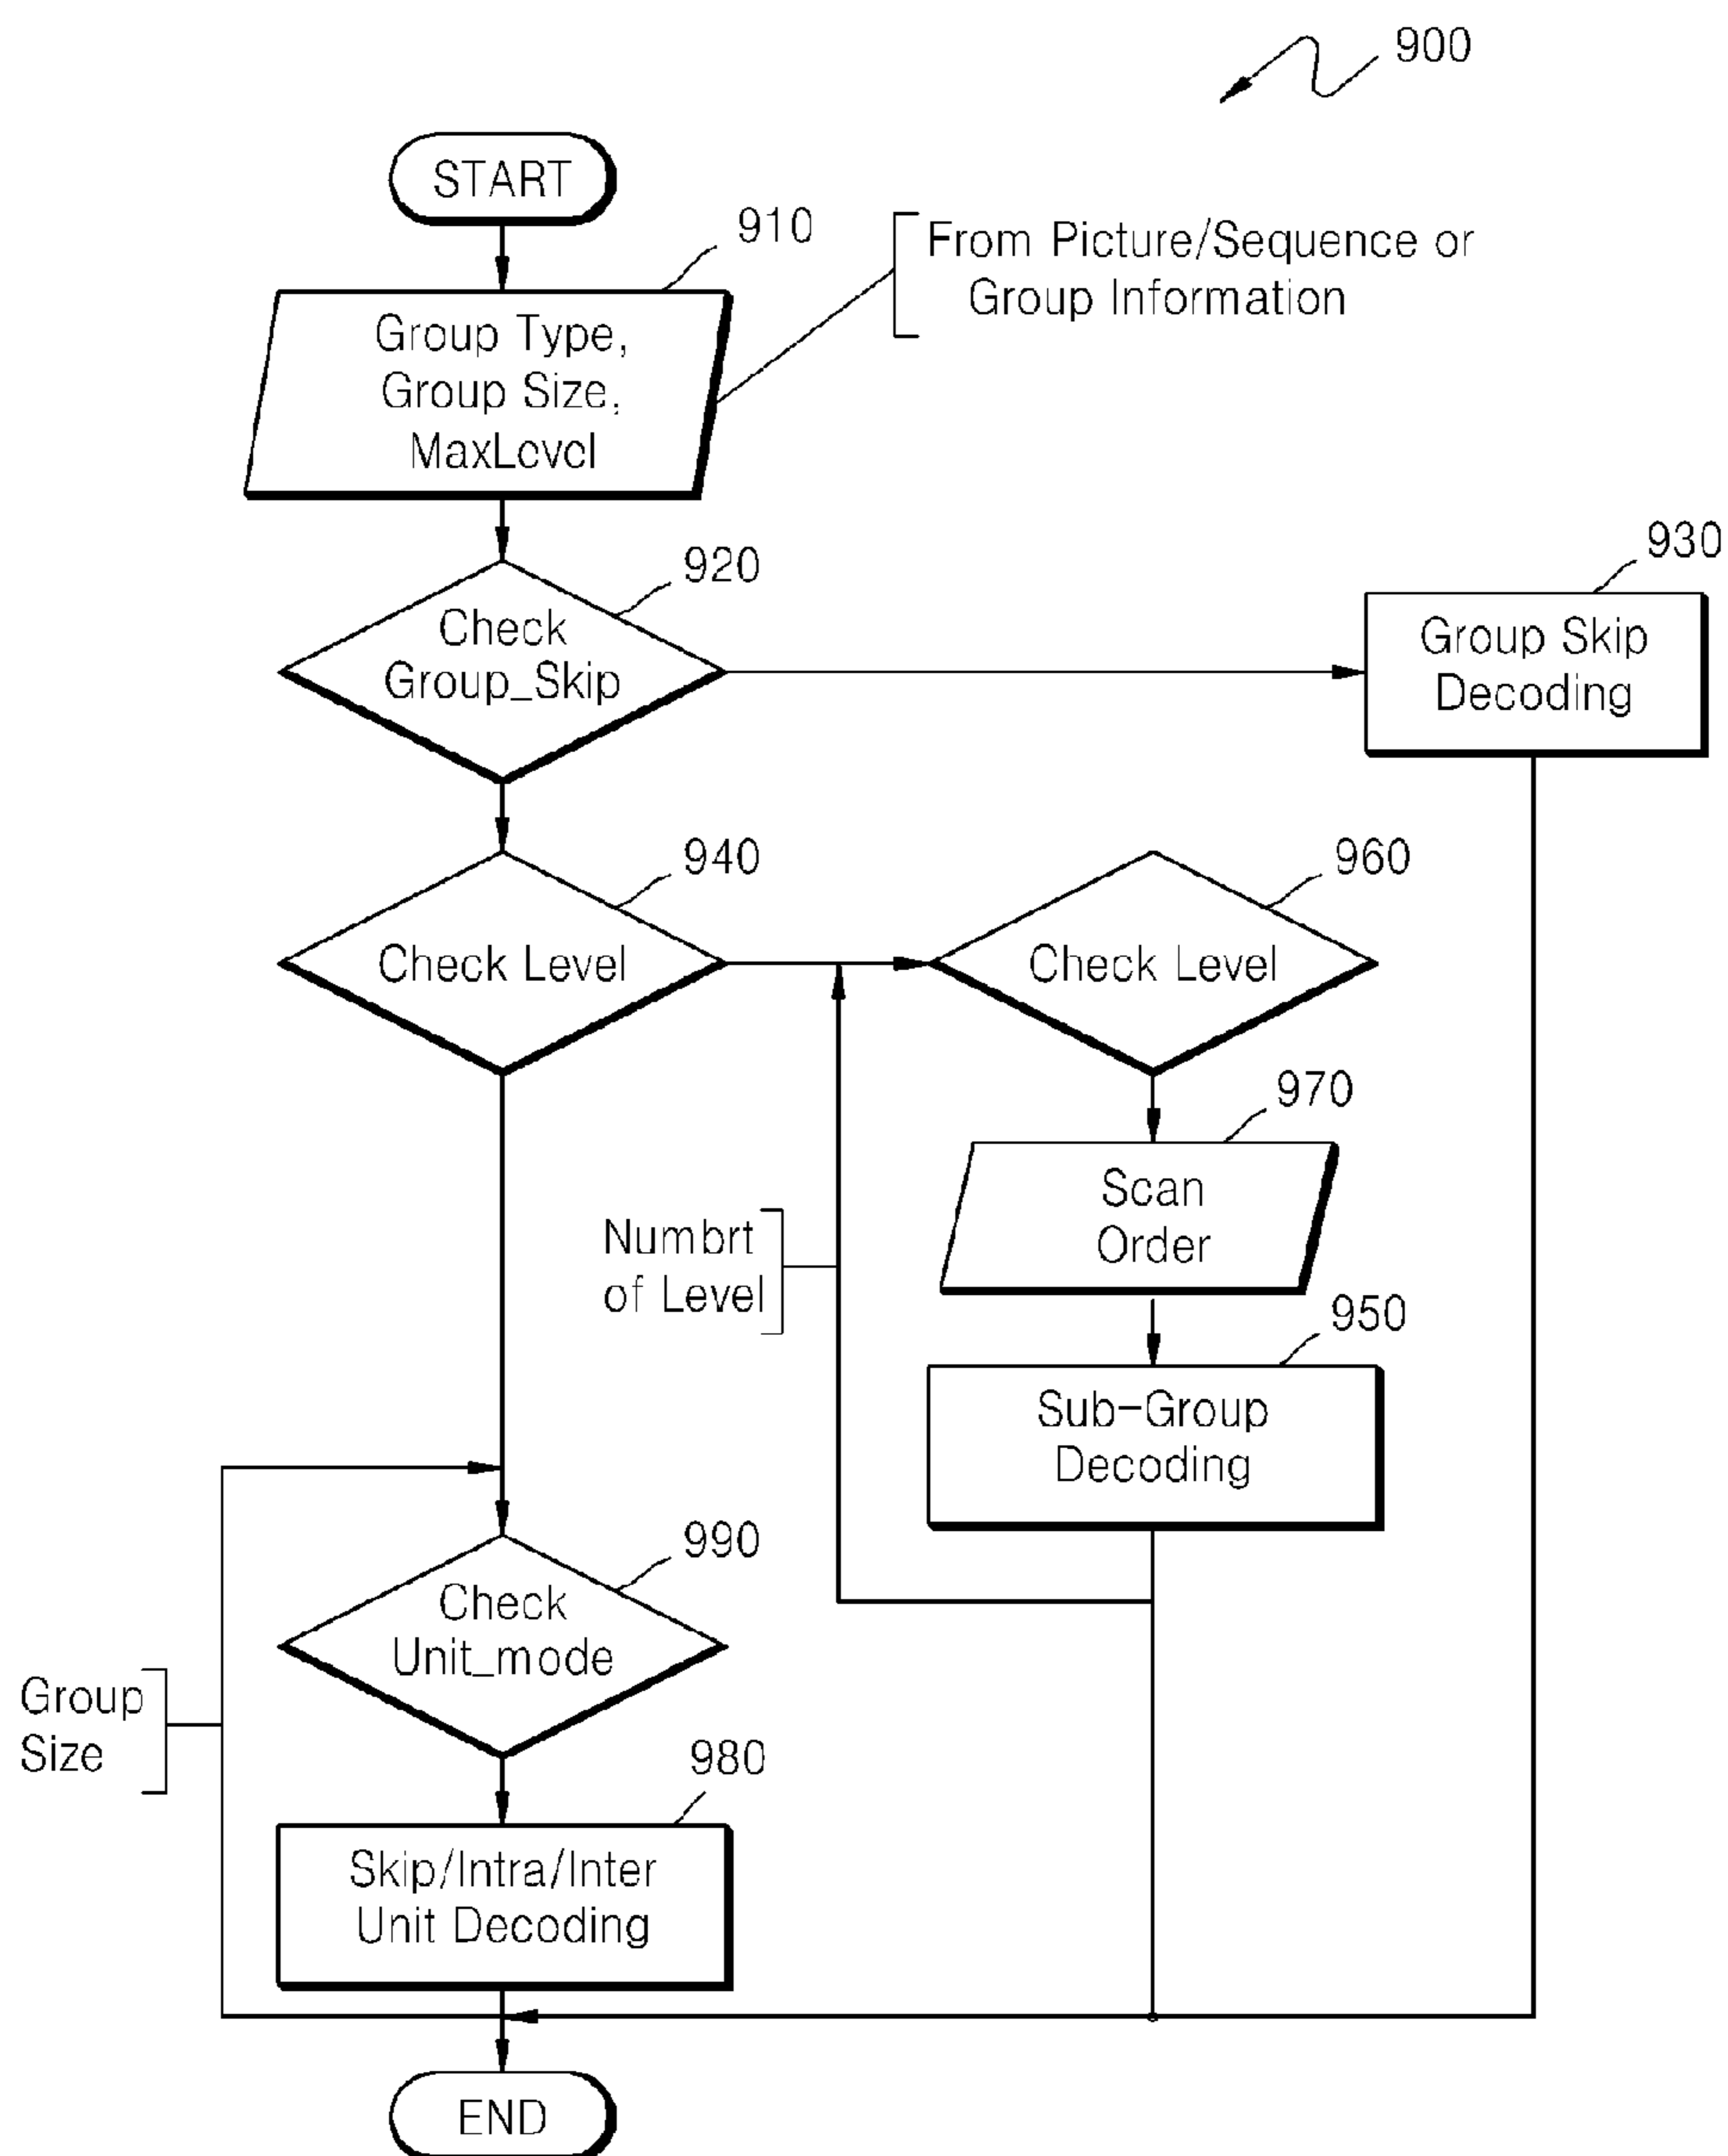 900
START
910
From Picture/Sequence or
Group Information
Group Type,
Group Size,
MaxLevel
920
Check
Group_Skip
930
Group Skip
Decoding
940
Check Level
960
Check Level
970
Scan
Order
Numbrt
of Level
950
Sub-Group
Decoding
990
Check
Unit_mode
Group
Size
980
Skip/Intra/Inter
Unit Decoding
END